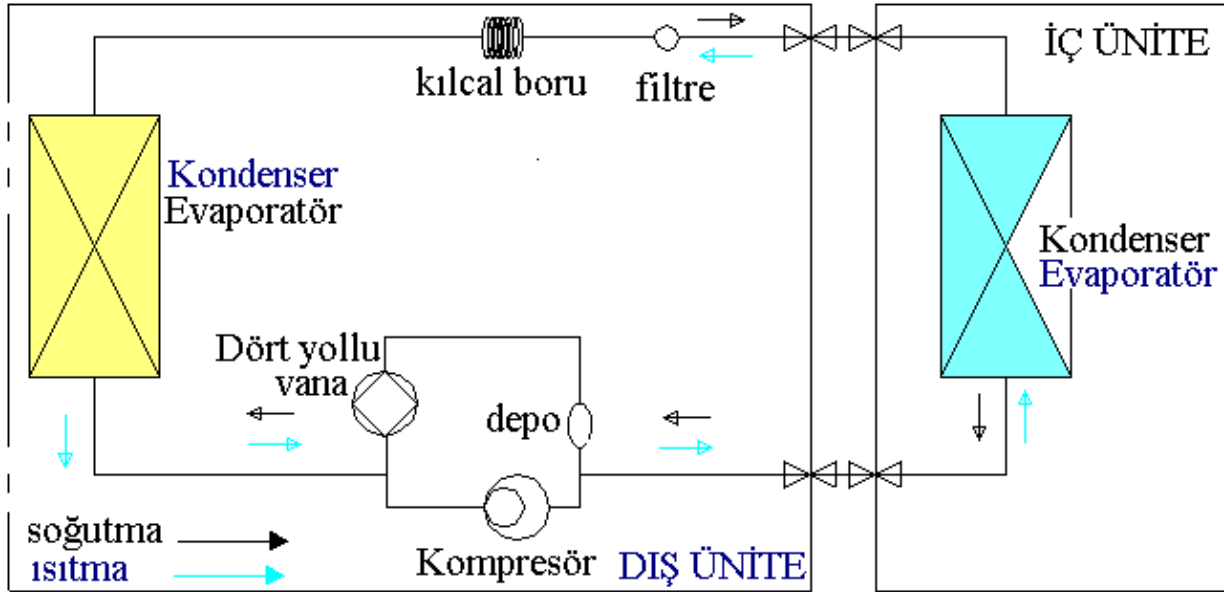 İÇ ÜNİTE
kılcal boru
filtre
Kondenser
Evaporatör
Kondenser
Evaporatör
Dört yollu
vana
depo
soğutma
ısıtma
Kompresör
DIŞ ÜNİTE